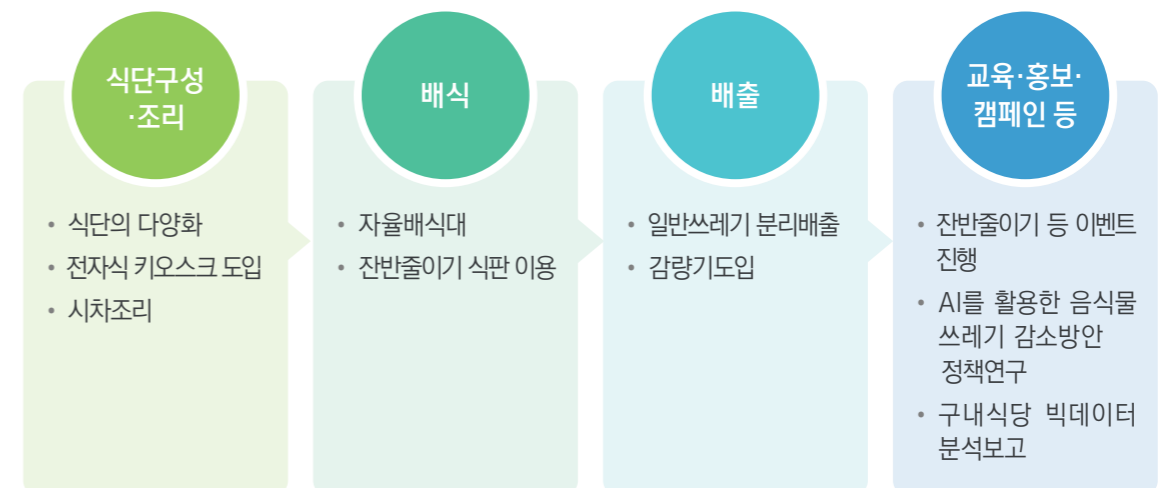 식단구성
·조리
• 식단의 다양화
• 전자식 키오스크 도입
• 시차조리
배식
• 자율배식대
• 잔반줄이기 식판 이용
배출
• 일반쓰레기 분리배출
• 감량기도입
교육·홍보·
캠페인 등
• 잔반줄이기 등 이벤트
진행
• AI를 활용한 음식물
쓰레기 감소방안
정책연구
• 구내식당 빅데이터
분석보고